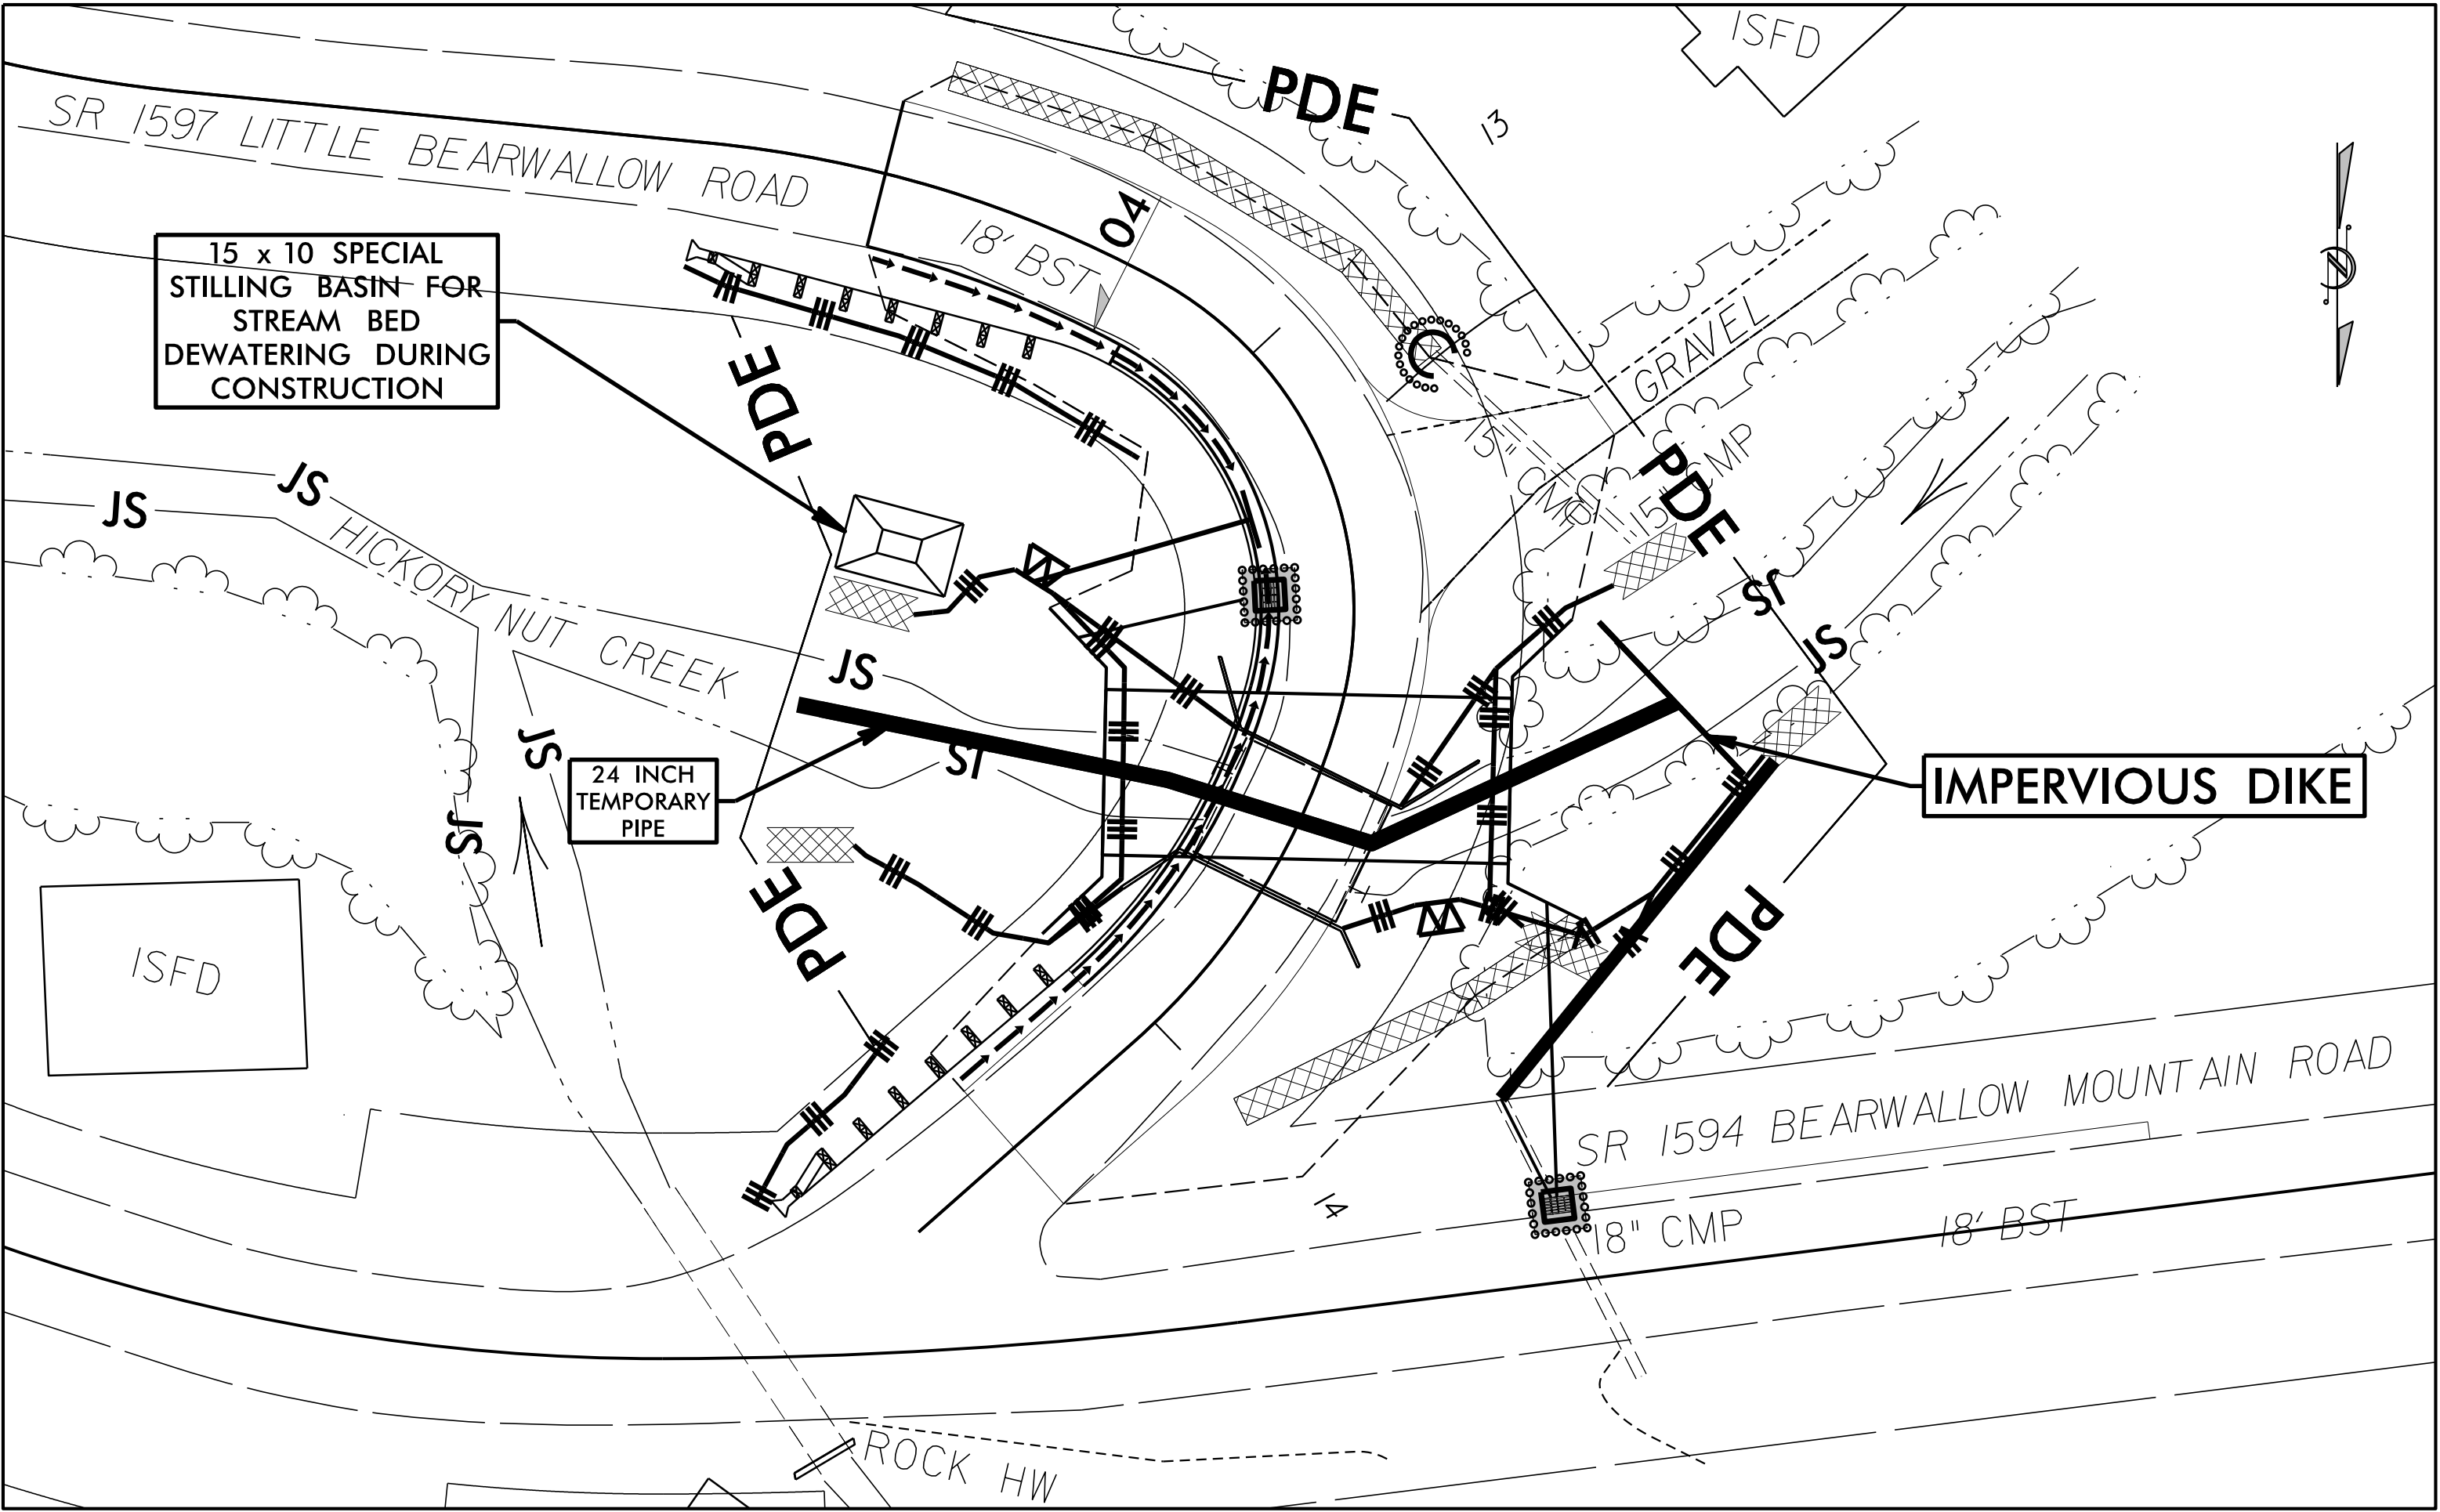 ISFD
PDE
13
SR 1597 LITTLE BEARWALLOW ROAD
04
18' BST
15 x 10 SPECIAL
STILLING BASIN FOR
STREAM BED
DEWATERING DURING
CONSTRUCTION
GRAVEL
PDE
15" CMP
15" CMP
PDE
JS
JS
HICKORY NUT CREEK
JS
JS
JS
JS
JS
JS
24 INCH
TEMPORARY
PIPE
IMPERVIOUS DIKE
PDE
PDE
ISFD
SR 1594 BEARWALLOW MOUNTAIN ROAD
14
18" CMP
18' BST
ROCK HW